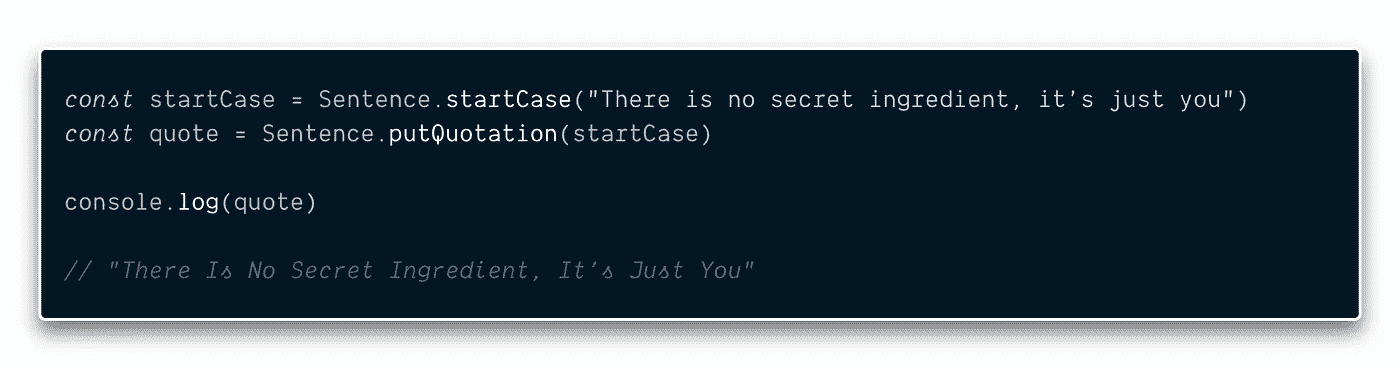 const startCase = Sentence.startCase("There is no secret ingredient, it's just you")
const quote = Sentence.putQuotation(startCase)
console.log(quote)
// "There Is No Secret Ingredient, It's Just You"